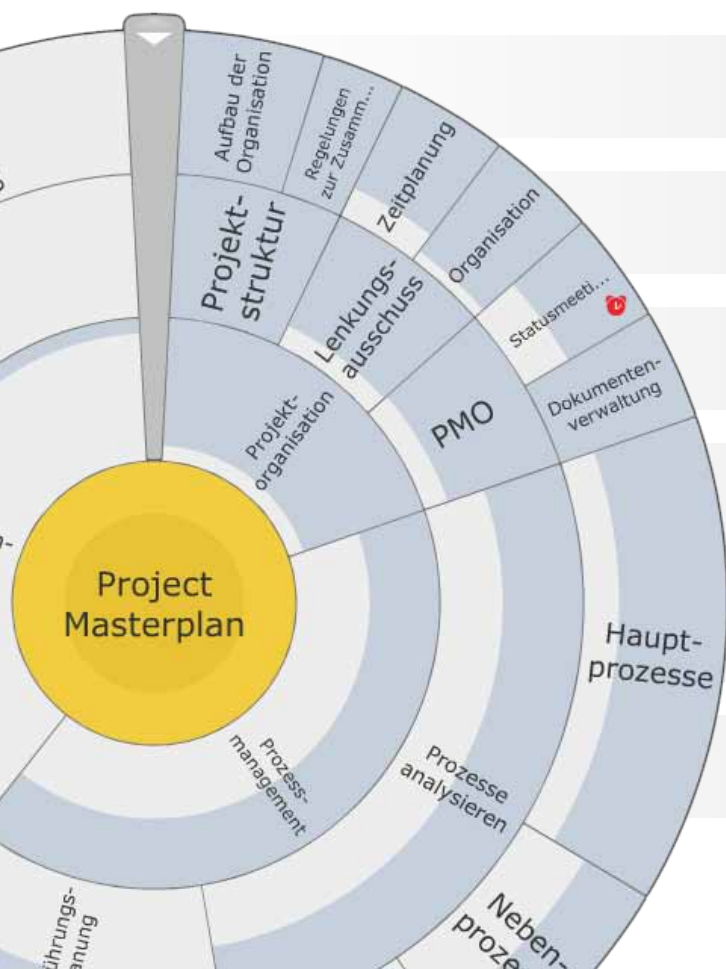 Aufbau der
Organisation
Regelungen
zur Zusamm...
Zeitplanung
Organisation
Statusmeeti...
Dokumenten-
verwaltung
Projekt-
struktur
Lenkungs-
ausschuss
PMO
Projekt-
organisation
Project
Masterplan
Haupt-
prozesse
Prozess-
management
Prozesse
analysieren
Neben-